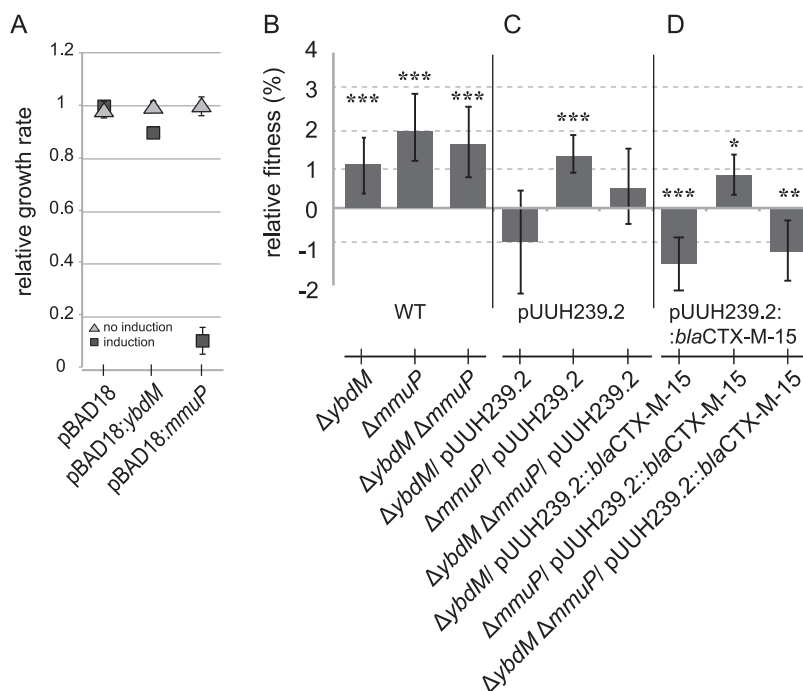 A
B
C
D
relative growth rate
1.2
1
0.8
0.6
0.4
0.2
0
no induction
induction
pBAD18
pBAD18:ybdM
pBAD18:mmuP
relative fitness (%)
4
3
2
1
0
-1
-2
***
***
***
***
***
*
**
WT
pUUH239.2
pUUH239.2:
:blaCTX-M-15
ΔybdM
ΔmmuP
ΔybdM ΔmmuP
ΔybdM/ pUUH239.2
ΔmmuP/ pUUH239.2
ΔybdM ΔmmuP/ pUUH239.2
ΔybdM/ pUUH239.2::blaCTX-M-15
ΔmmuP/ pUUH239.2::blaCTX-M-15
ΔybdM ΔmmuP/ pUUH239.2::blaCTX-M-15